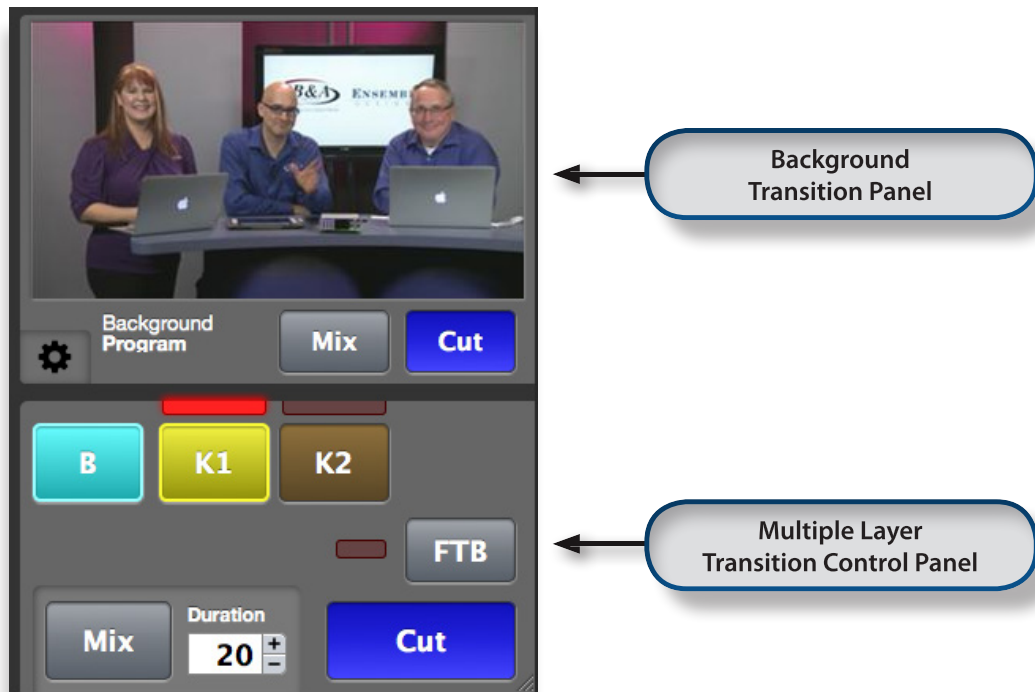 B&A
Background
Transition Panel
Background
Program
Mix
Cut
B
K1
K2
FTB
Multiple Layer
Transition Control Panel
Duration
Mix
20
+
-
Cut